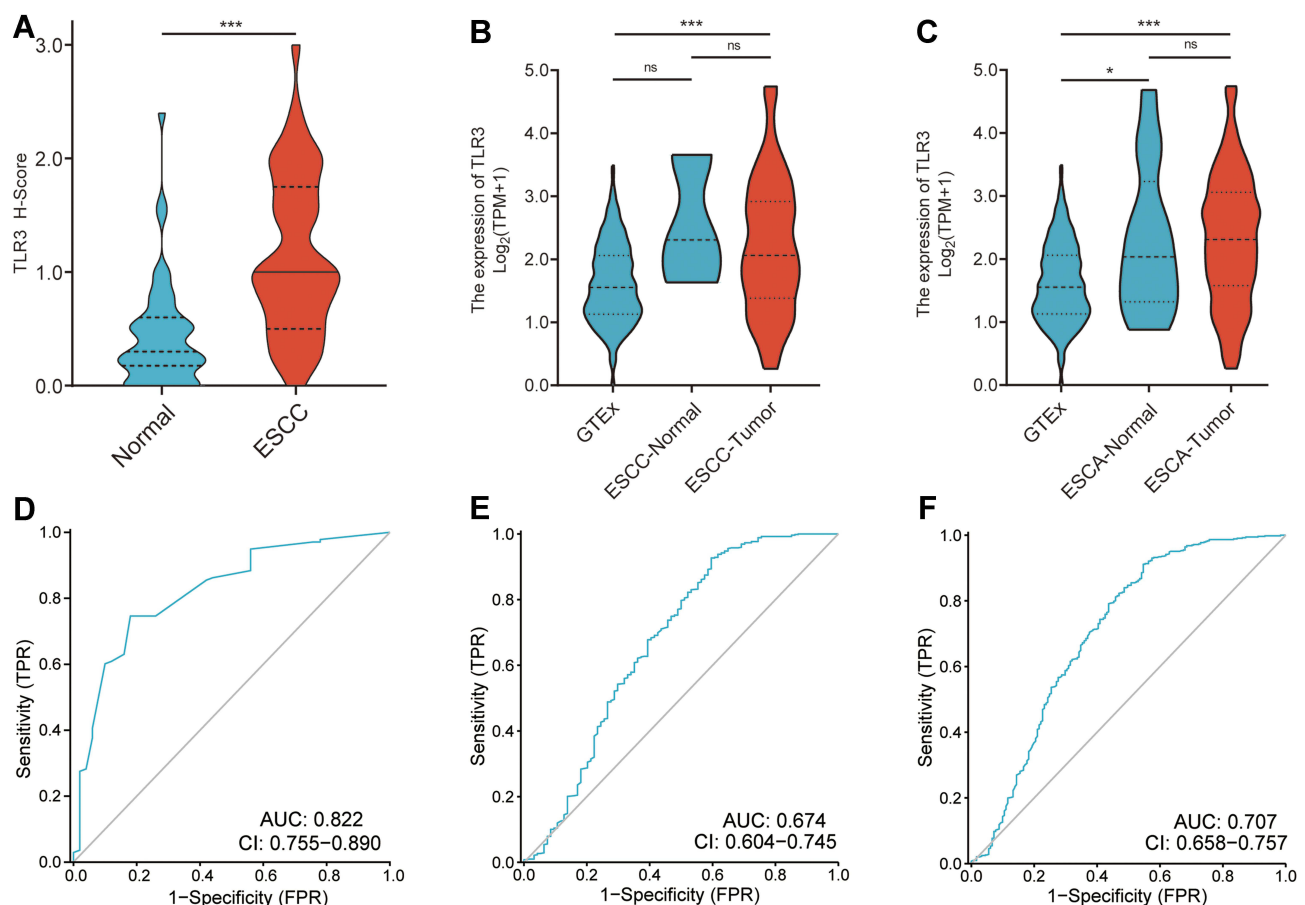 A
***
3.0
2.0
1.0
0.0
TLR3 H-Score
Normal
ESCC
B
***
ns
ns
5.0
4.0
3.0
2.0
1.0
0.0
The expression of TLR3
Log₂(TPM+1)
GTEx
ESCC-Normal
ESCC-Tumor
C
***
ns
*
5.0
4.0
3.0
2.0
1.0
0.0
The expression of TLR3
Log₂(TPM+1)
GTEx
ESCA-Normal
ESCA-Tumor
D
1.0
0.8
0.6
0.4
0.2
0.0
Sensitivity (TPR)
AUC: 0.822
CI: 0.755−0.890
0.0 0.2 0.4 0.6 0.8 1.0
1−Specificity (FPR)
E
1.0
0.8
0.6
0.4
0.2
0.0
Sensitivity (TPR)
AUC: 0.674
CI: 0.604−0.745
0.0 0.2 0.4 0.6 0.8 1.0
1−Specificity (FPR)
F
1.0
0.8
0.6
0.4
0.2
0.0
Sensitivity (TPR)
AUC: 0.707
CI: 0.658−0.757
0.0 0.2 0.4 0.6 0.8 1.0
1−Specificity (FPR)